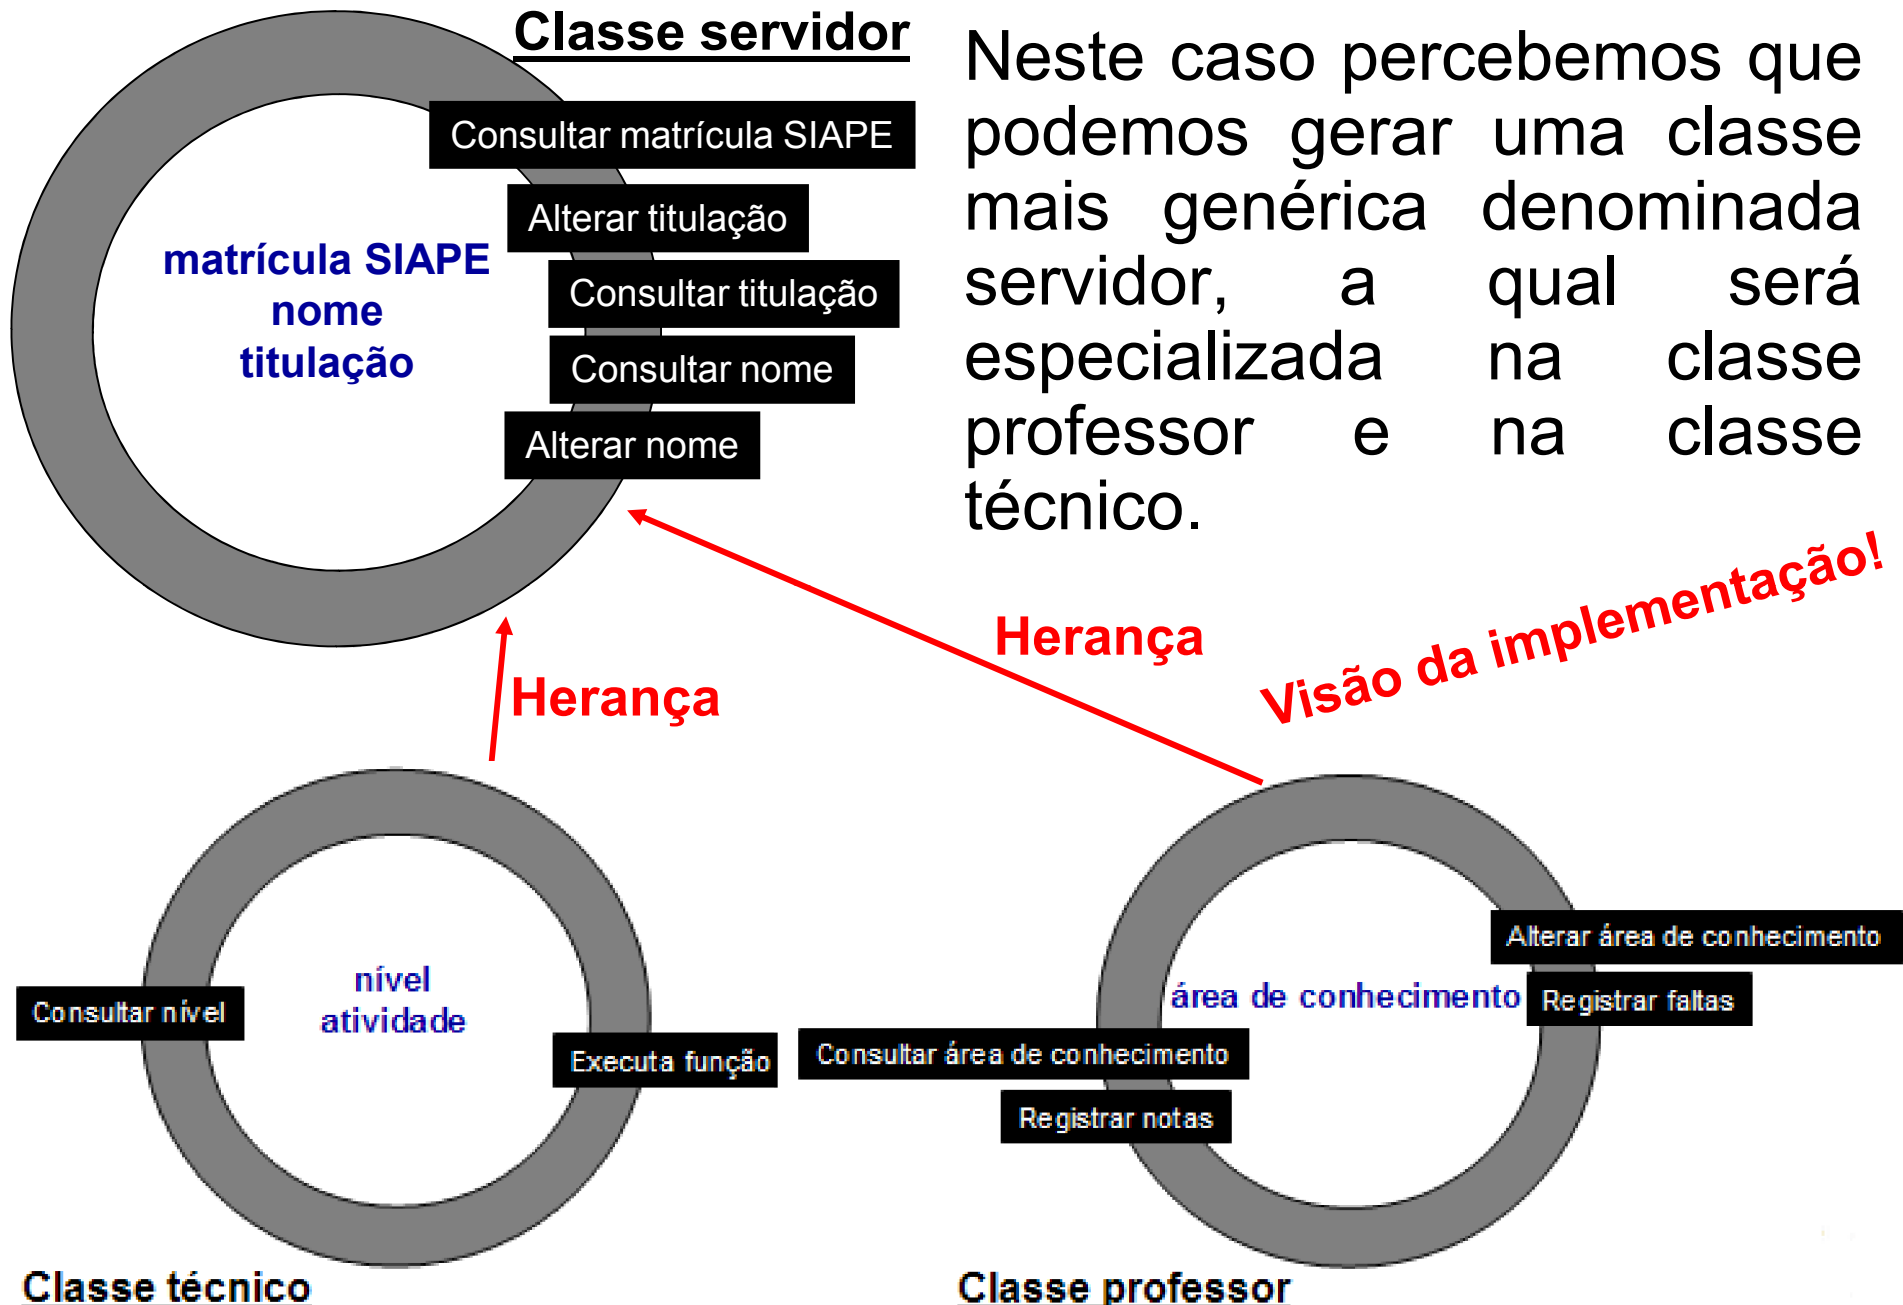 Classe servidor
Consultar matrícula SIAPE
Alterar titulação
Consultar titulação
Consultar nome
Alterar nome
matrícula SIAPE
nome
titulação
Neste caso percebemos que
podemos gerar uma classe
mais genérica denominada
servidor, a qual será
especializada na classe
professor e na classe
técnico.
Visão da implementação!
Herança
Herança
nível
atividade
Consultar nível
Executa função
Classe técnico
área de conhecimento
Alterar área de conhecimento
Registrar faltas
Consultar área de conhecimento
Registrar notas
Classe professor